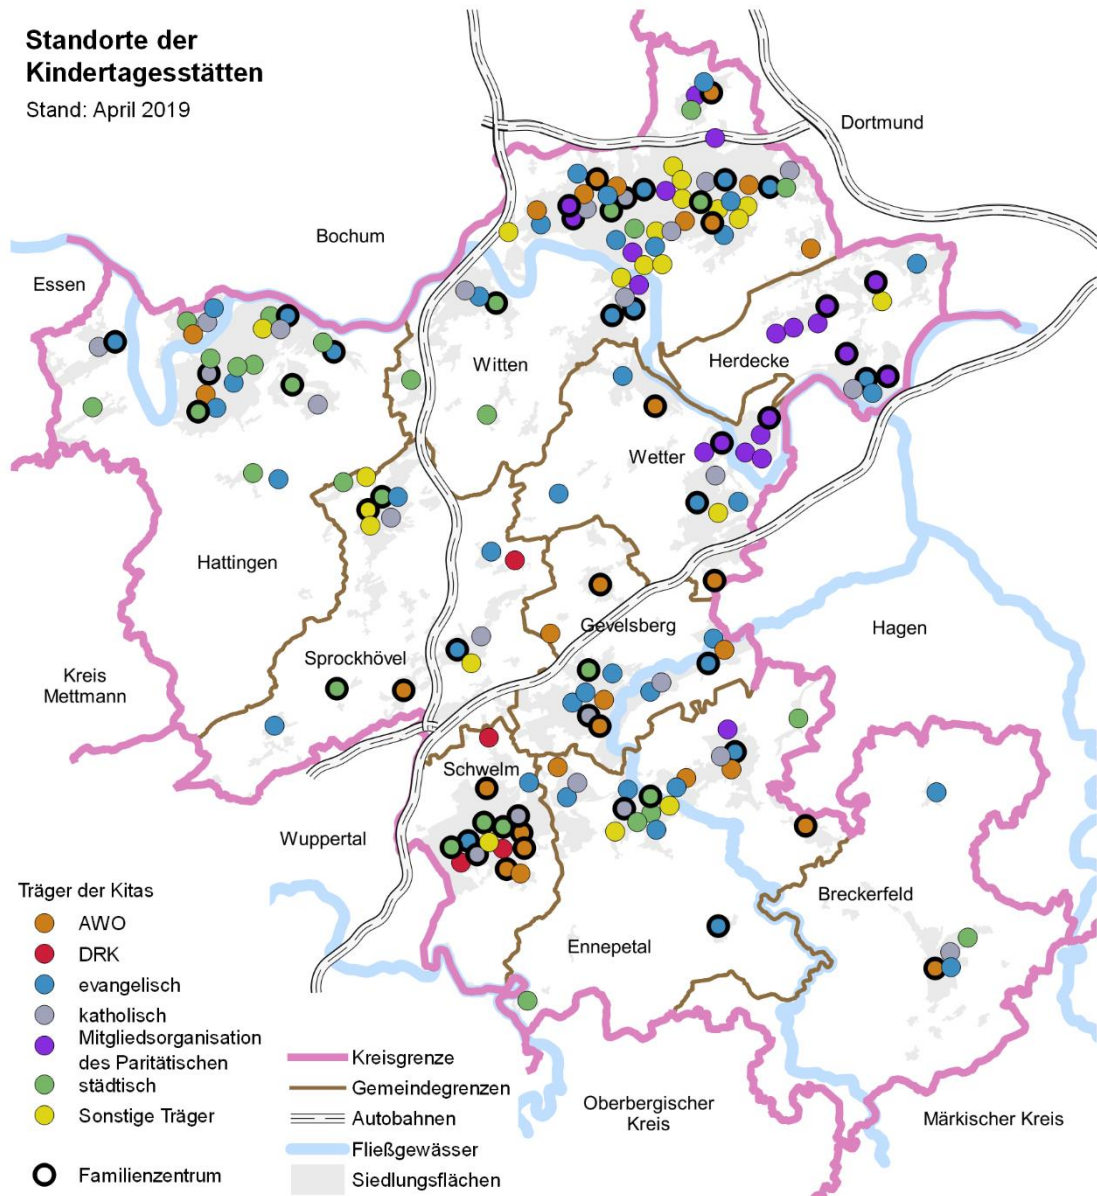 Standorte der
Kindertagesstätten
Stand: April 2019
Dortmund
Bochum
Essen
Witten
Herdecke
Wetter
Hattingen
Gevelsberg
Hagen
Sprockhövel
Kreis
Mettmann
Schwelm
Wuppertal
Breckerfeld
Ennepetal
Oberbergischer
Kreis
Märkischer Kreis
Träger der Kitas
AWO
DRK
evangelisch
katholisch
Mitgliedsorganisation
des Paritätischen
städtisch
Sonstige Träger
Familienzentrum
Kreisgrenze
Gemeindegrenzen
Autobahnen
Fließgewässer
Siedlungsflächen